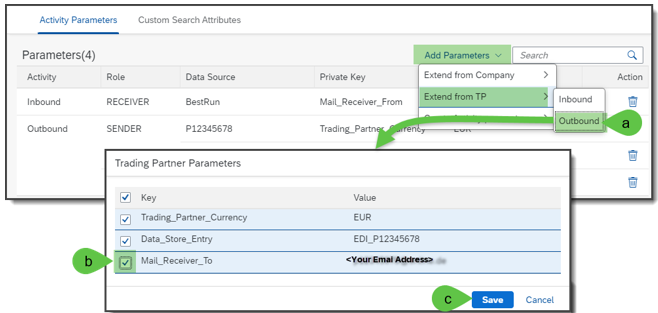 Activity Parameters Custom Search Attributes
Parameters(4) Add Parameters Search
Activity Role Data Source Private Key Action
Extend from Company
Inbound RECEIVER BestRun Mail_Receiver_From Extend from TP Inbound
Outbound SENDER P12345678 Trading_Partner_Currency EUR Outbound a
Trading Partner Parameters
Key Value
Trading_Partner_Currency EUR
Data_Store_Entry EDI_P12345678
b Mail_Receiver_To <Your Emai Address> .de
c Save Cancel